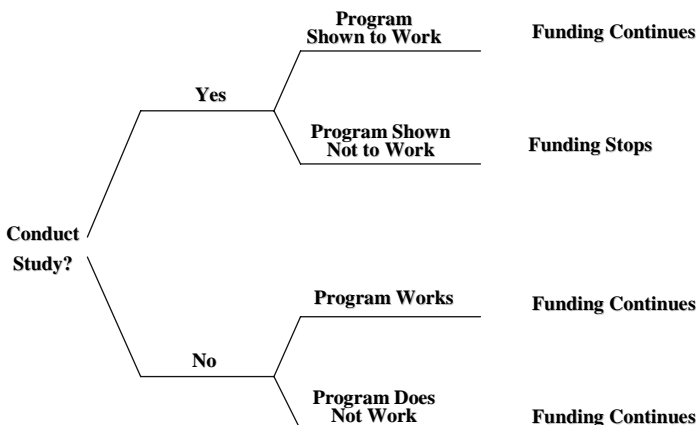 Program
Shown to Work
Funding Continues
Yes
Program Shown
Not to Work
Funding Stops
Conduct
Study?
Program Works
Funding Continues
No
Program Does
Not Work
Funding Continues